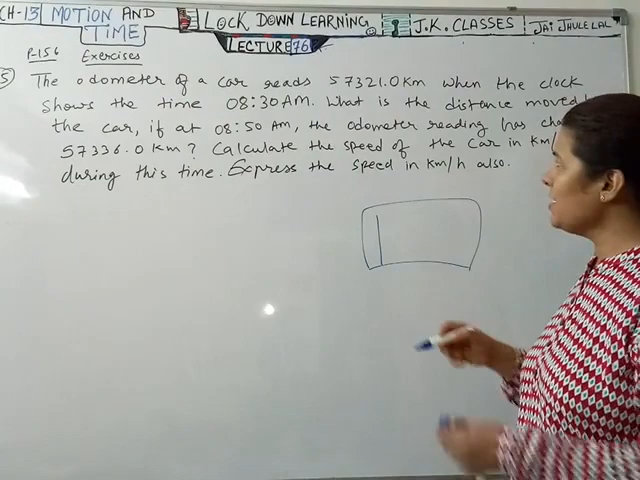 CH-13 MOTION AND TIME
LOCK DOWN LEARNING
J.K. CLASSES
JAI JHULELAL
LECTURE 76
P-156 Exercises
5 The odometer of a car reads 57321.0 Km when the clock
shows the time 08:30 AM. What is the distance moved
the car, if at 08:50 AM, the odometer reading has
57336.0 Km? Calculate the speed of the car in km
during this time. Express the speed in km/h also.